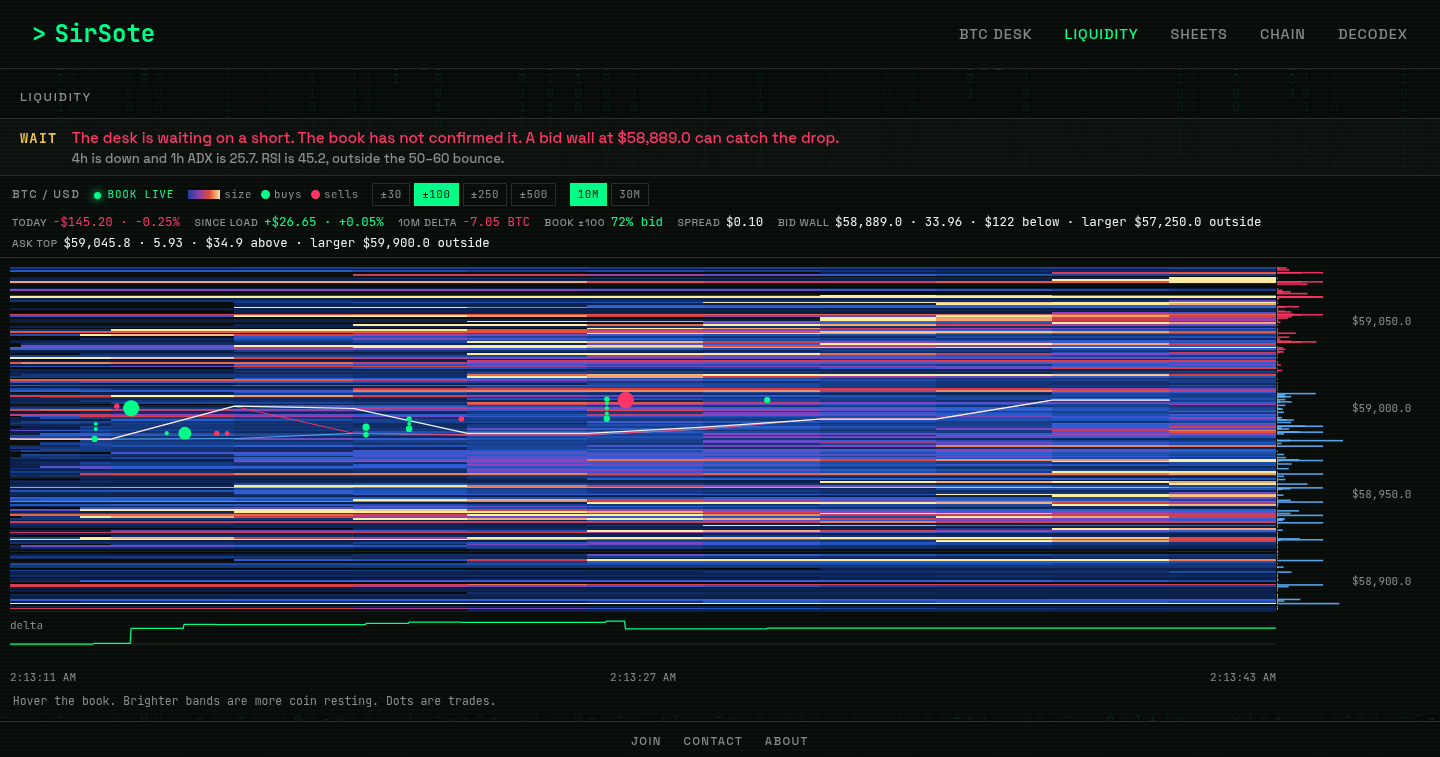 > SirSote
BTC DESK LIQUIDITY SHEETS CHAIN DECODEX
LIQUIDITY
WAIT The desk is waiting on a short. The book has not confirmed it. A bid wall at $58,889.0 can catch the drop.
4h is down and 1h ADX is 25.7. RSI is 45.2, outside the 50–60 bounce.
BTC / USD BOOK LIVE size buys sells ±30 ±100 ±250 ±500 10M 30M
TODAY -$145.20 · -0.25% SINCE LOAD +$26.65 · +0.05% 10M DELTA -7.05 BTC BOOK ±100 72% bid SPREAD $0.10 BID WALL $58,889.0 · 33.96 · $122 below · larger $57,250.0 outside
ASK TOP $59,045.8 · 5.93 · $34.9 above · larger $59,900.0 outside
$59,050.0
$59,000.0
$58,950.0
$58,900.0
delta
2:13:11 AM 2:13:27 AM 2:13:43 AM
Hover the book. Brighter bands are more coin resting. Dots are trades.
JOIN CONTACT ABOUT